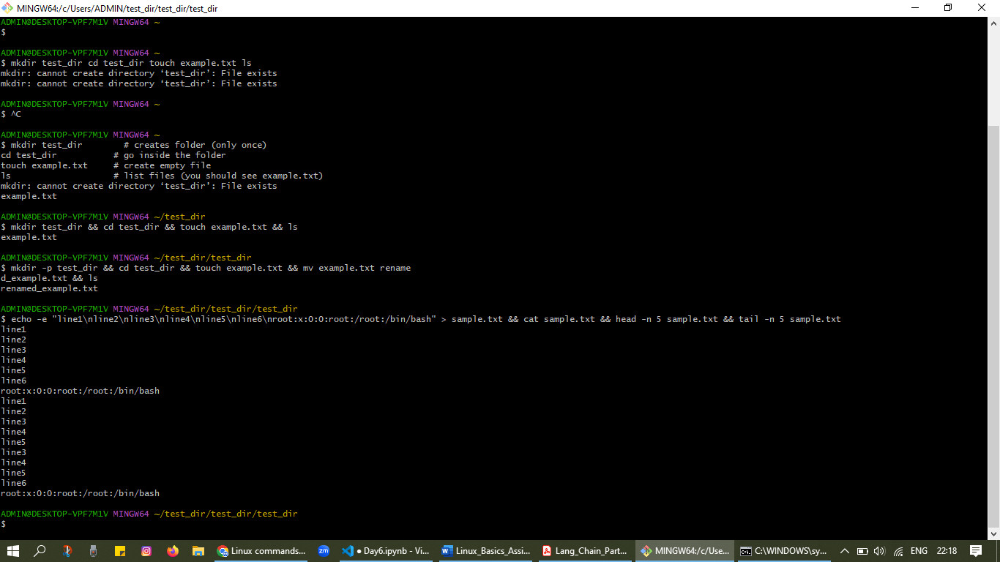 MINGW64:/c/Users/ADMIN/test_dir/test_dir/test_dir
ADMIN@DESKTOP-VPF7M1V MINGW64 ~
$
ADMIN@DESKTOP-VPF7M1V MINGW64 ~
$ mkdir test_dir cd test_dir touch example.txt ls
mkdir: cannot create directory ‘test_dir’: File exists
mkdir: cannot create directory ‘test_dir’: File exists
ADMIN@DESKTOP-VPF7M1V MINGW64 ~
$ ^C
ADMIN@DESKTOP-VPF7M1V MINGW64 ~
$ mkdir test_dir        # creates folder (only once)
cd test_dir           # go inside the folder
touch example.txt     # create empty file
ls                    # list files (you should see example.txt)
mkdir: cannot create directory ‘test_dir’: File exists
example.txt
ADMIN@DESKTOP-VPF7M1V MINGW64 ~/test_dir
$ mkdir test_dir && cd test_dir && touch example.txt && ls
example.txt
ADMIN@DESKTOP-VPF7M1V MINGW64 ~/test_dir/test_dir
$ mkdir -p test_dir && cd test_dir && touch example.txt && mv example.txt rename
d_example.txt && ls
renamed_example.txt
ADMIN@DESKTOP-VPF7M1V MINGW64 ~/test_dir/test_dir/test_dir
$ echo -e "line1\nline2\nline3\nline4\nline5\nline6\nroot:x:0:0:root:/root:/bin/bash" > sample.txt && cat sample.txt && head -n 5 sample.txt && tail -n 5 sample.txt
line1
line2
line3
line4
line5
line6
root:x:0:0:root:/root:/bin/bash
line1
line2
line3
line4
line5
line3
line4
line5
line6
root:x:0:0:root:/root:/bin/bash
ADMIN@DESKTOP-VPF7M1V MINGW64 ~/test_dir/test_dir/test_dir
$
zm Linux commands... ● Day6.ipynb - Vi... Linux_Basics_Assi... Lang_Chain_Part... MINGW64:/c/Use... C:\WINDOWS\sy... ENG 22:18